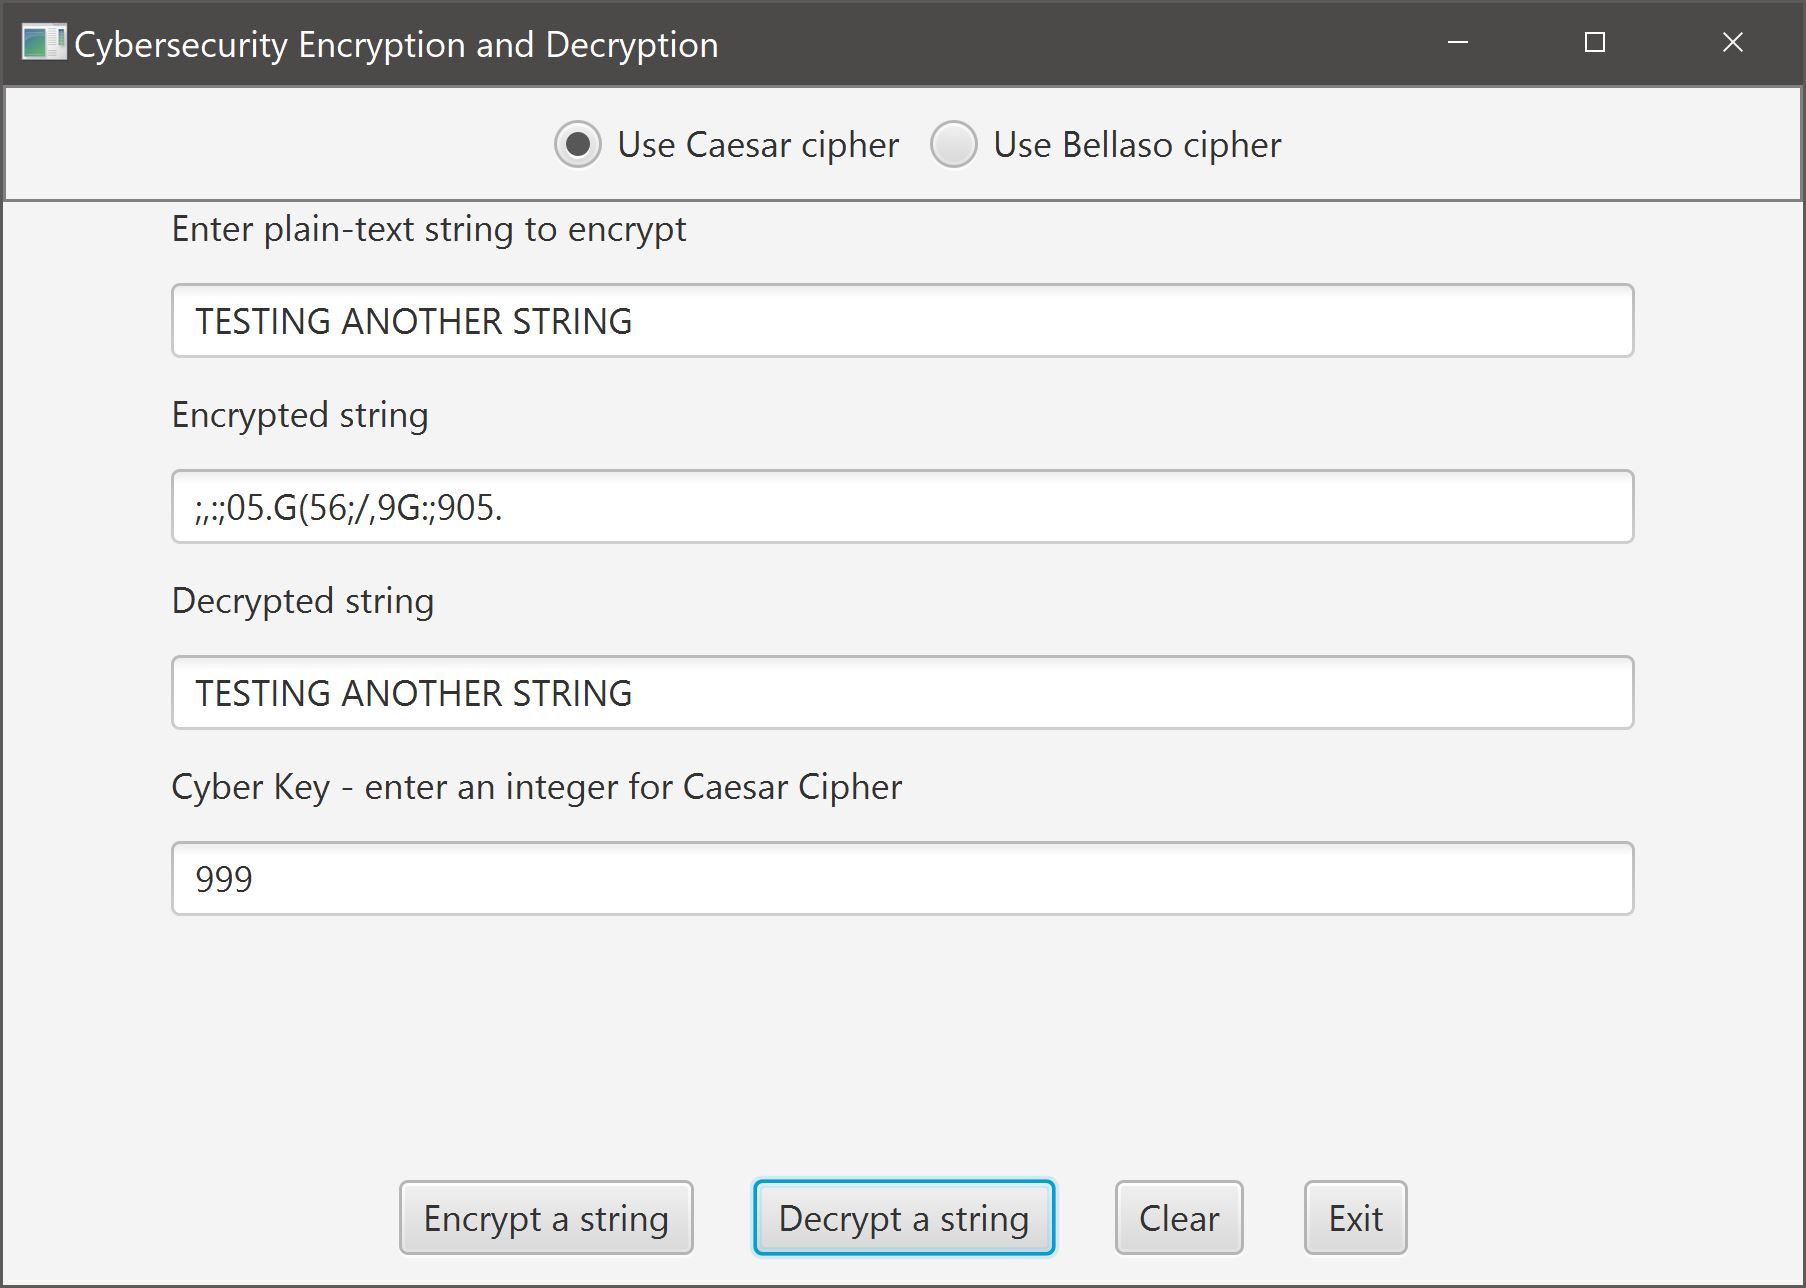 Cybersecurity Encryption and Decryption
Use Caesar cipher Use Bellaso cipher
Enter plain-text string to encrypt
TESTING ANOTHER STRING
Encrypted string
;,:;05.G(56;/,9G:;905.
Decrypted string
TESTING ANOTHER STRING
Cyber Key - enter an integer for Caesar Cipher
999
Encrypt a string Decrypt a string Clear Exit